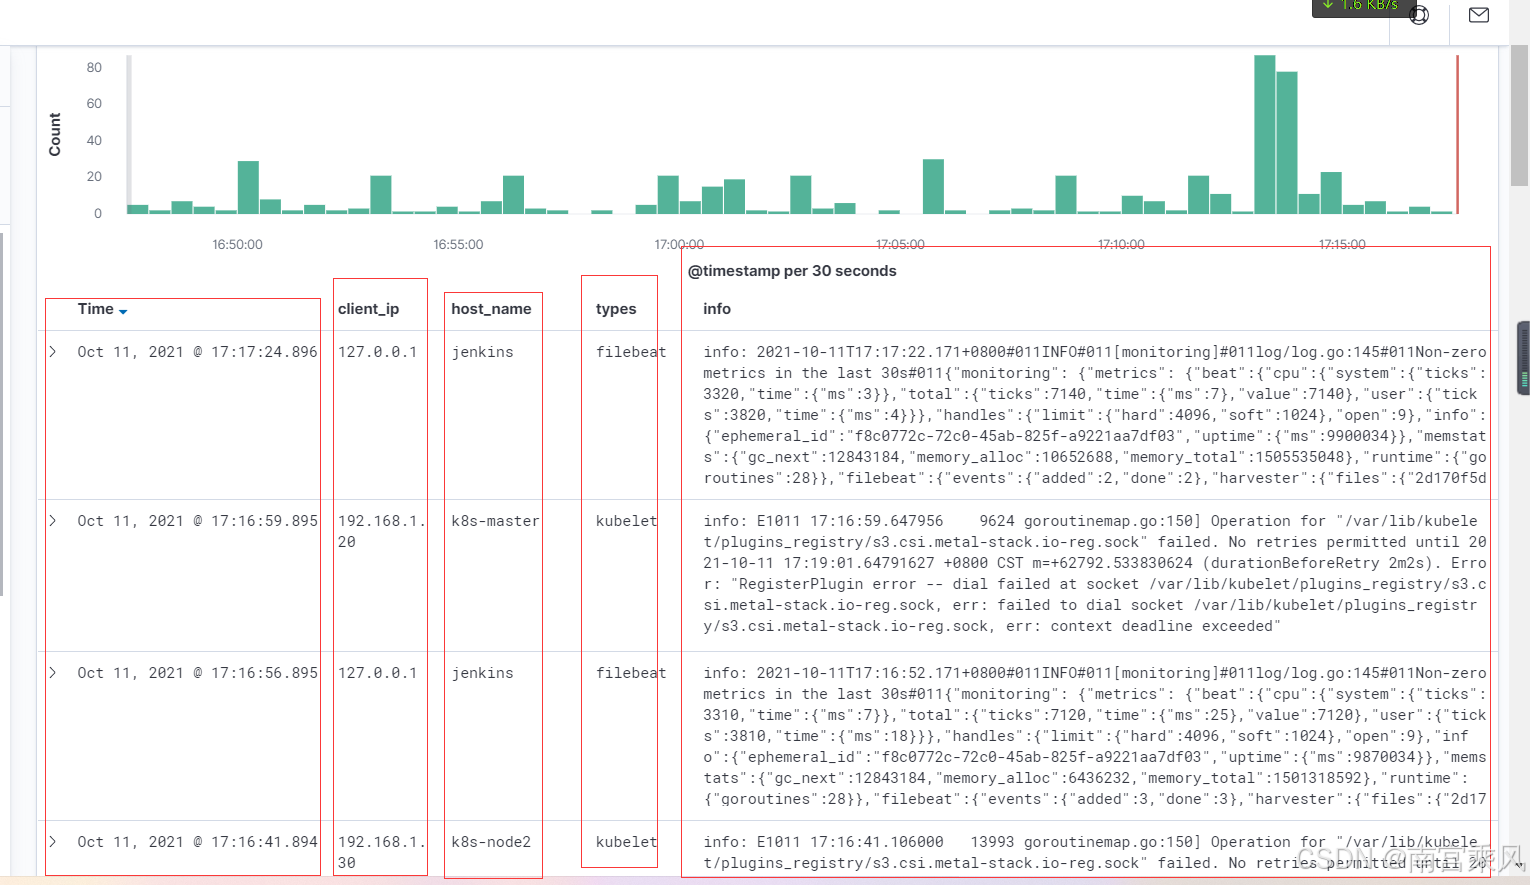 ↓ 1.6 KB/s
80
60
40
20
0
Count
16:50:00 16:55:00 17:00:00 17:05:00 17:10:00 17:15:00
@timestamp per 30 seconds
Time client_ip host_name types info
Oct 11, 2021 @ 17:17:24.896 127.0.0.1 jenkins filebeat info: 2021-10-11T17:17:22.171+0800#011INFO#011[monitoring]#011log/log.go:145#011Non-zero
metrics in the last 30s#011{"monitoring": {"metrics": {"beat":{"cpu":{"system":{"ticks":
3320,"time":{"ms":3}},"total":{"ticks":7140,"time":{"ms":7},"value":7140},"user":{"tick
s":3820,"time":{"ms":4}}},"handles":{"limit":{"hard":4096,"soft":1024},"open":9},"info":
{"ephemeral_id":"f8c0772c-72c0-45ab-825f-a9221aa7df03","uptime":{"ms":9900034}},"memstat
s":{"gc_next":12843184,"memory_alloc":10652688,"memory_total":1505535048},"runtime":{"go
routines":28}},"filebeat":{"events":{"added":2,"done":2},"harvester":{"files":{"2d170f5d
Oct 11, 2021 @ 17:16:59.895 192.168.1. k8s-master kubelet info: E1011 17:16:59.647956 9624 goroutinemap.go:150] Operation for "/var/lib/kubele
20 t/plugins_registry/s3.csi.metal-stack.io-reg.sock" failed. No retries permitted until 20
21-10-11 17:19:01.64791627 +0800 CST m=+62792.533830624 (durationBeforeRetry 2m2s). Erro
r: "RegisterPlugin error -- dial failed at socket /var/lib/kubelet/plugins_registry/s3.c
si.metal-stack.io-reg.sock, err: failed to dial socket /var/lib/kubelet/plugins_registr
y/s3.csi.metal-stack.io-reg.sock, err: context deadline exceeded"
Oct 11, 2021 @ 17:16:56.895 127.0.0.1 jenkins filebeat info: 2021-10-11T17:16:52.171+0800#011INFO#011[monitoring]#011log/log.go:145#011Non-zero
metrics in the last 30s#011{"monitoring": {"metrics": {"beat":{"cpu":{"system":{"ticks":
3310,"time":{"ms":7}},"total":{"ticks":7120,"time":{"ms":25},"value":7120},"user":{"tick
s":3810,"time":{"ms":18}}},"handles":{"limit":{"hard":4096,"soft":1024},"open":9},"inf
o":{"ephemeral_id":"f8c0772c-72c0-45ab-825f-a9221aa7df03","uptime":{"ms":9870034}},"mem
stats":{"gc_next":12843184,"memory_alloc":6436232,"memory_total":1501318592},"runtime":
{"goroutines":28}},"filebeat":{"events":{"added":3,"done":3},"harvester":{"files":{"2d17
Oct 11, 2021 @ 17:16:41.894 192.168.1. k8s-node2 kubelet info: E1011 17:16:41.106000 13993 goroutinemap.go:150] Operation for "/var/lib/kubele
30 t/plugins_registry/s3.csi.metal-stack.io-reg.sock" failed. No retries permitted until 20
CSDN @南宫乘风